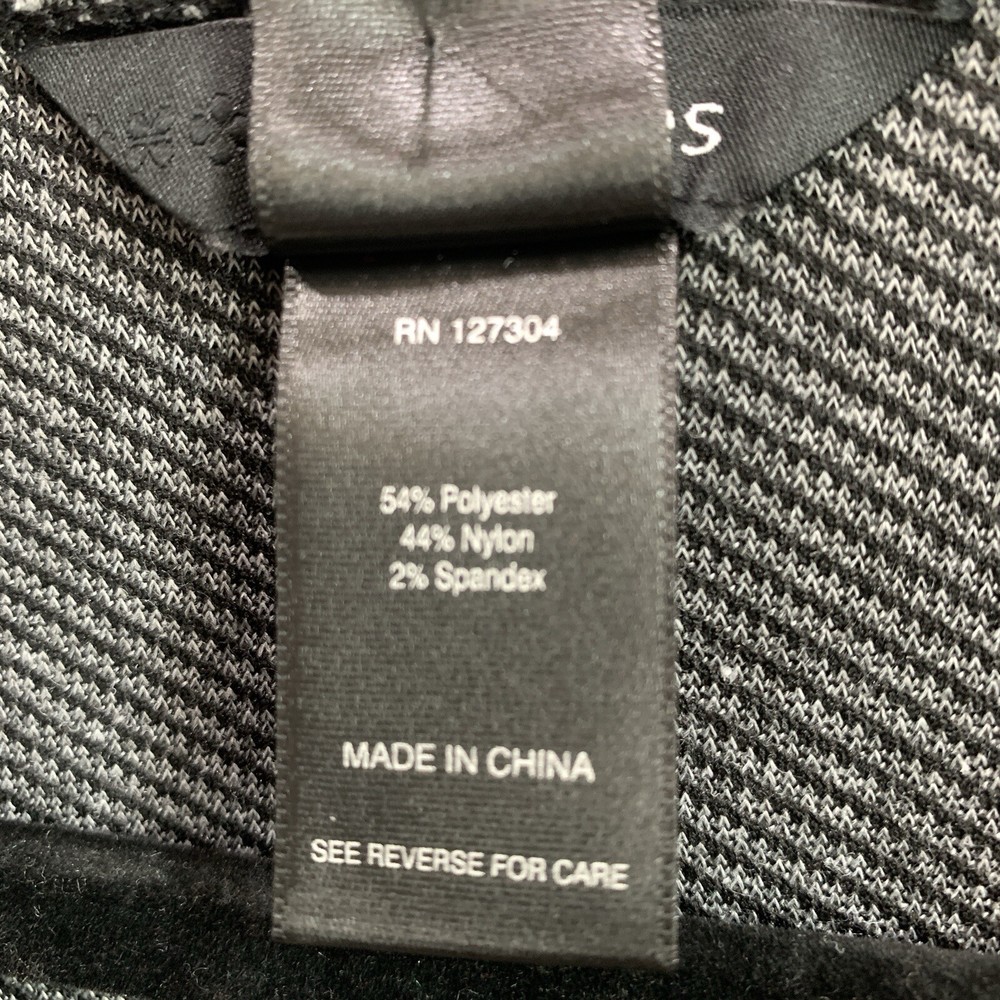 RN 127304
54% Polyester
44% Nylon
2% Spandex
MADE IN CHINA
SEE REVERSE FOR CARE